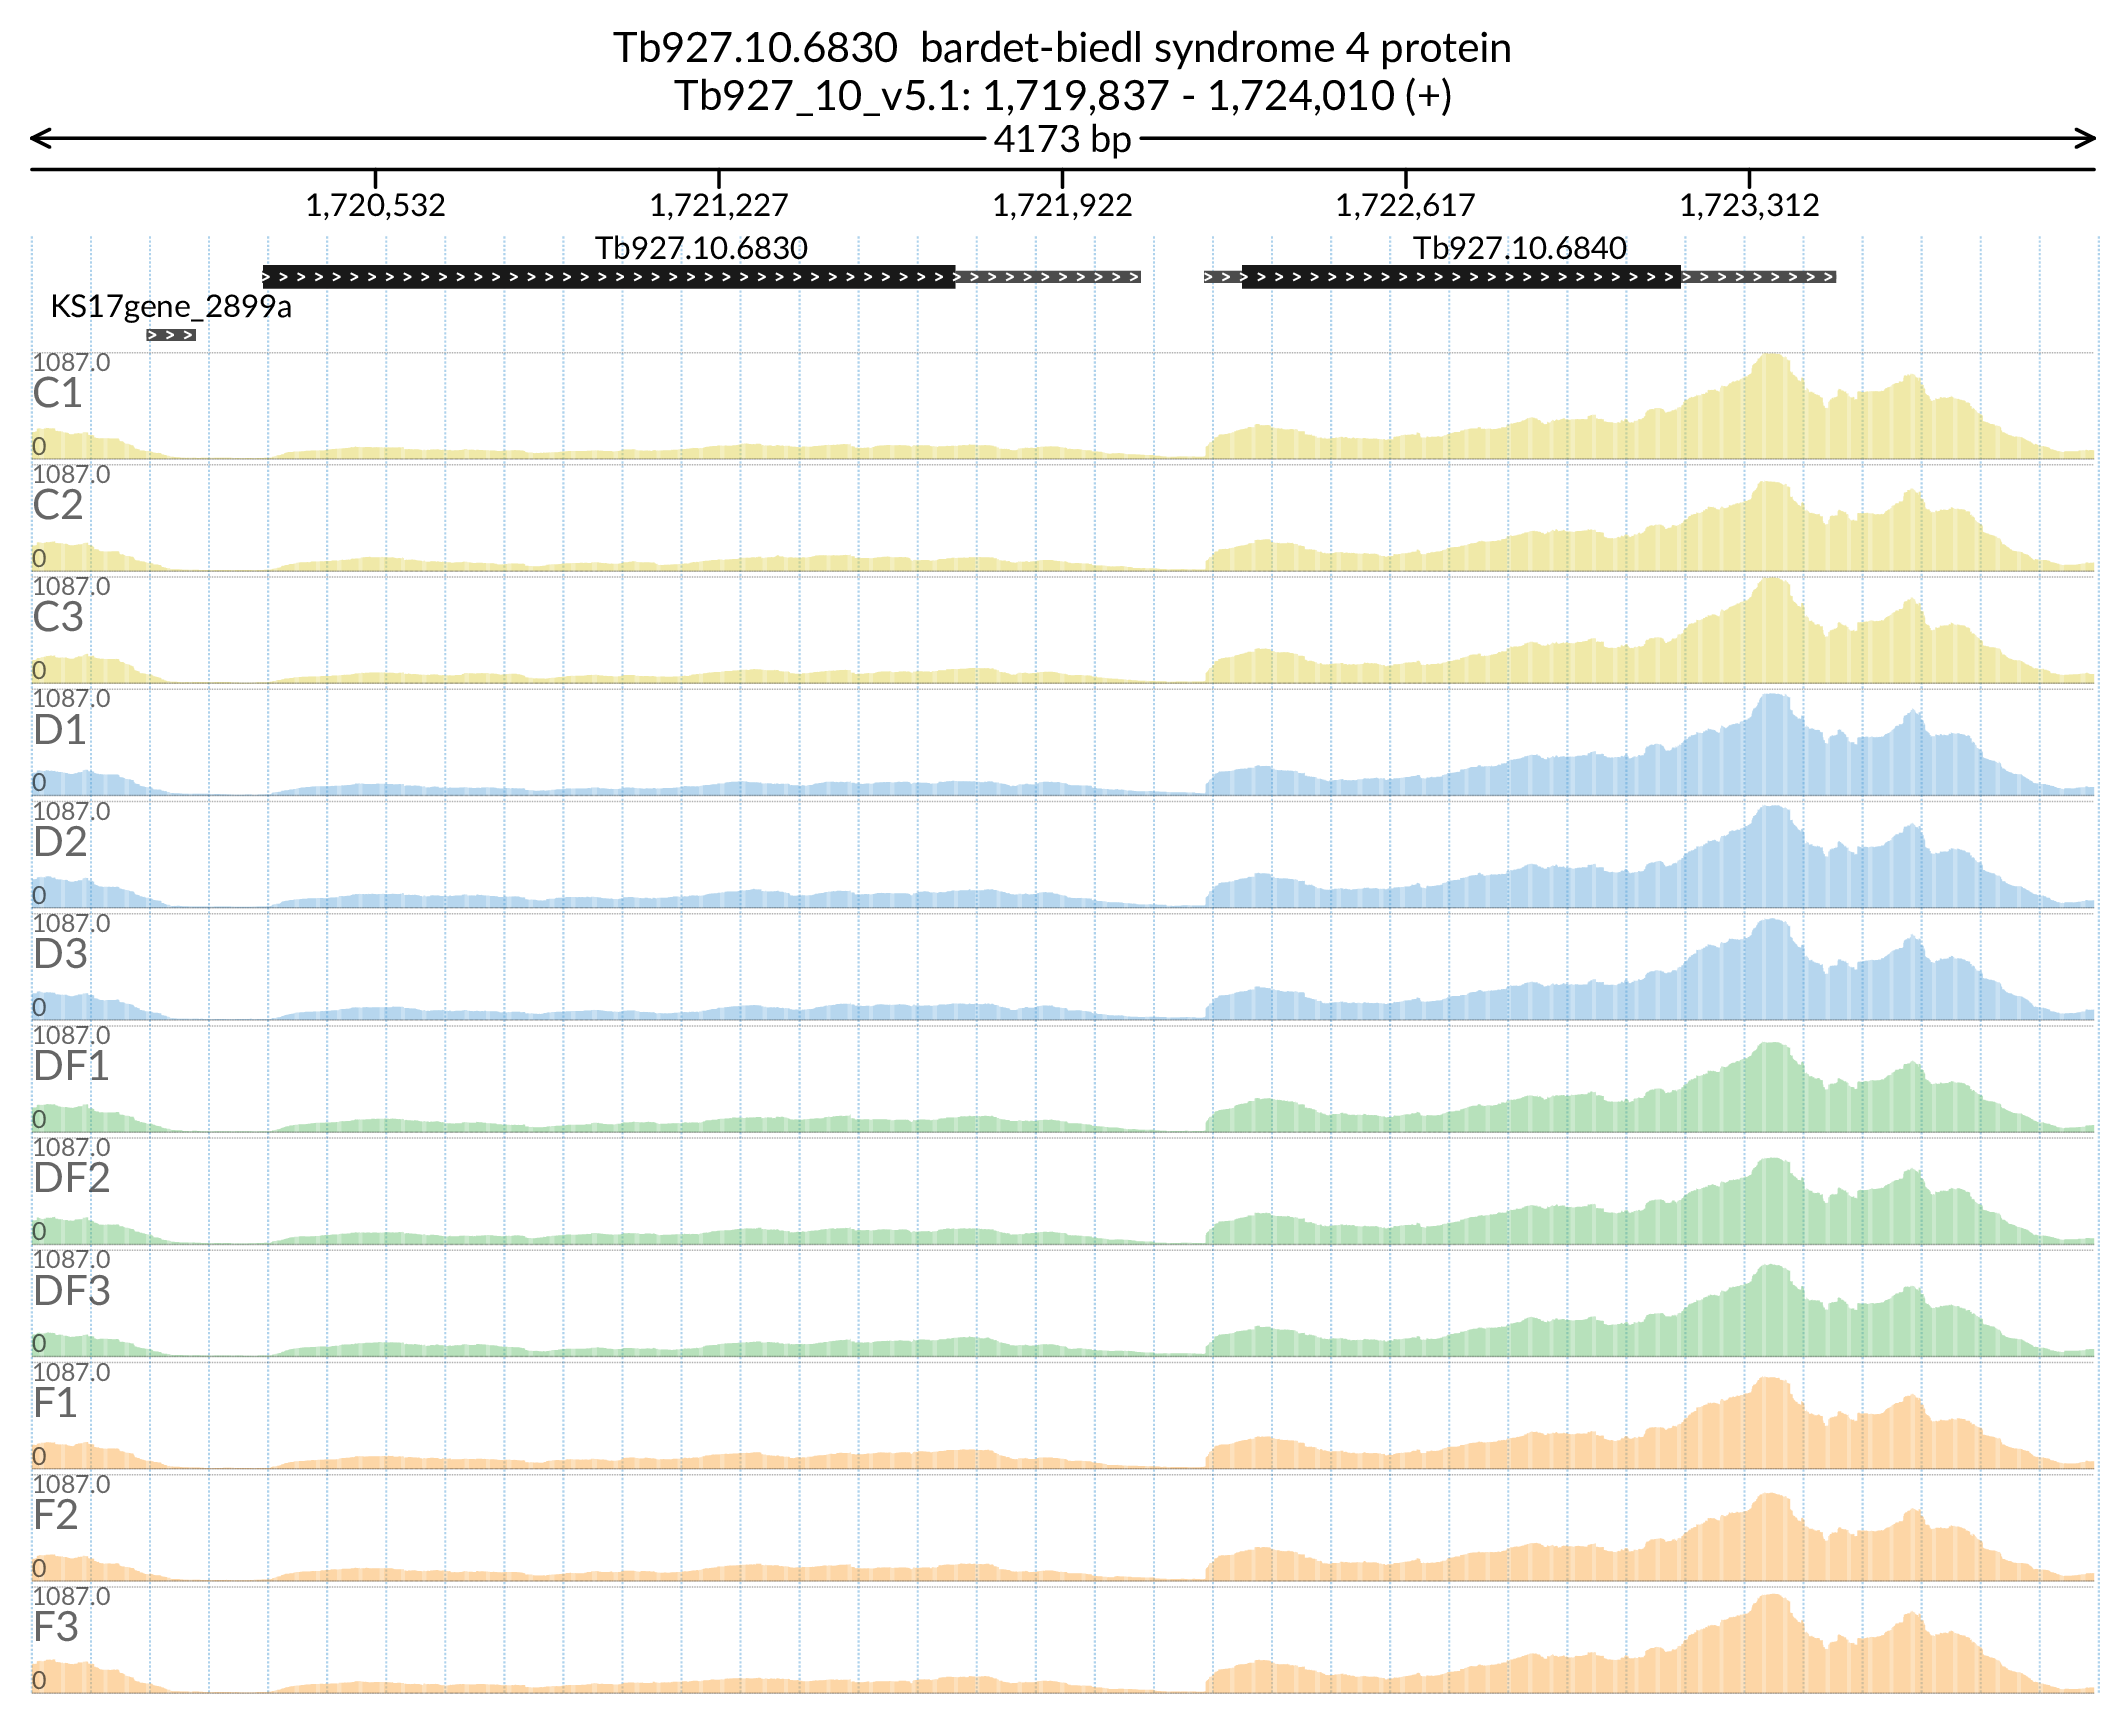 Tb927.10.6830  bardet-biedl syndrome 4 protein
Tb927_10_v5.1: 1,719,837 - 1,724,010 (+)
4173 bp
1,720,532 1,721,227 1,721,922 1,722,617 1,723,312
Tb927.10.6830 Tb927.10.6840
KS17gene_2899a
1087.0
C1
0
1087.0
C2
0
1087.0
C3
0
1087.0
D1
0
1087.0
D2
0
1087.0
D3
0
1087.0
DF1
0
1087.0
DF2
0
1087.0
DF3
0
1087.0
F1
0
1087.0
F2
0
1087.0
F3
0